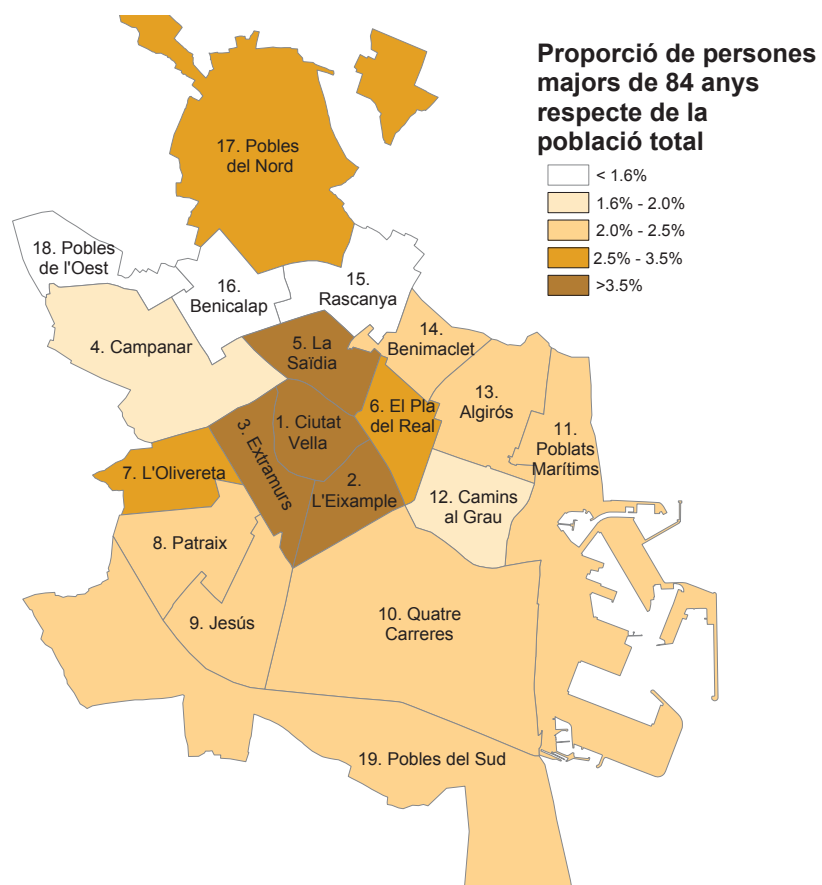 Proporció de persones
majors de 84 anys
respecte de la
població total
< 1.6%
1.6% - 2.0%
2.0% - 2.5%
2.5% - 3.5%
>3.5%
17. Pobles
del Nord
18. Pobles
de l'Oest
16.
Benicalap
15.
Rascanya
4. Campanar
5. La
Saïdia
14.
Benimaclet
13.
Algirós
6. El Pla
del Real
11.
Poblats
Marítims
3. Extramurs
1. Ciutat
Vella
7. L'Olivereta
2.
L'Eixample
12. Camins
al Grau
8. Patraix
9. Jesús
10. Quatre
Carreres
19. Pobles del Sud